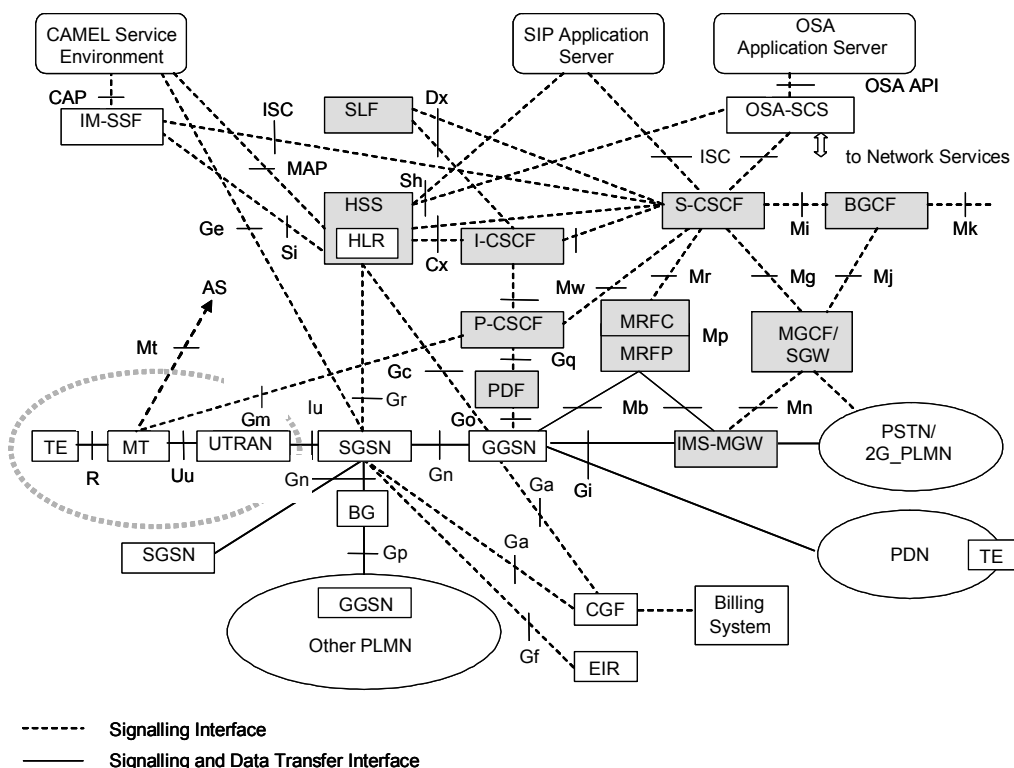 CAMEL Service
Environment
SIP Application
Server
OSA
Application Server
CAP
OSA API
IM-SSF
ISC
SLF
Dx
OSA-SCS
ISC
to Network Services
MAP
Sh
HSS
S-CSCF
BGCF
Ge
Si
HLR
Cx
I-CSCF
Mi
Mk
AS
Mw
Mr
Mg
Mj
P-CSCF
MRFC
Mp
MRFP
MGCF/
SGW
Mt
Gc
Gq
PDF
Gm
Iu
Gr
Go
Mb
Mn
TE
MT
UTRAN
SGSN
GGSN
IMS-MGW
PSTN/
2G_PLMN
R
Uu
Gn
Gn
Gi
Ga
BG
SGSN
Gp
Ga
PDN
TE
GGSN
CGF
Billing
System
Other PLMN
Gf
EIR
Signalling Interface
Signalling and Data Transfer Interface